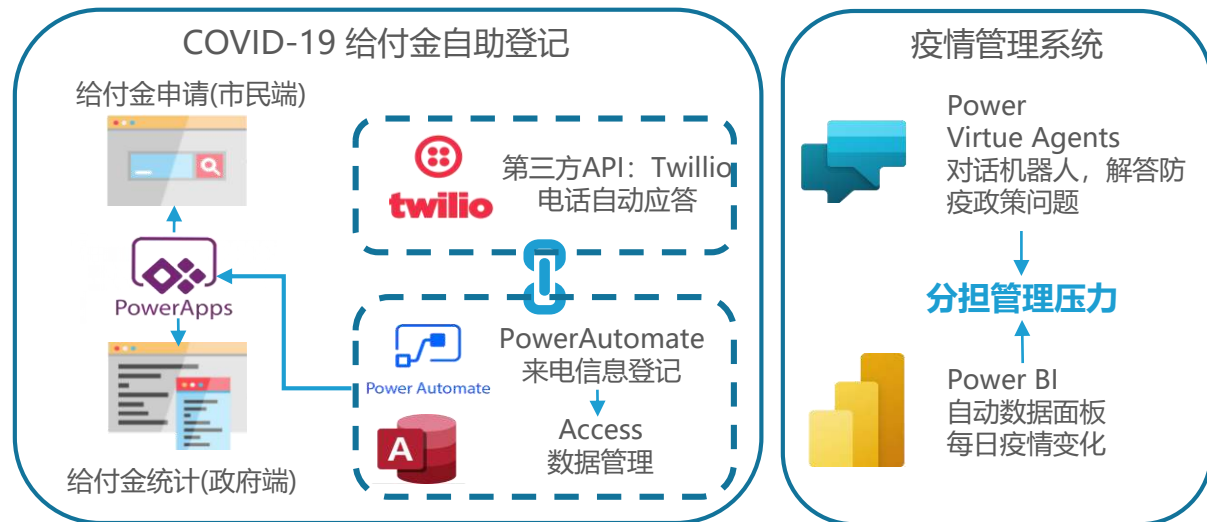 COVID-19 给付金自助登记
给付金申请(市民端)
PowerApps
给付金统计(政府端)
twilio
第三方API：Twillio
电话自动应答
Power Automate
PowerAutomate
来电信息登记
A
Access
数据管理
疫情管理系统
Power
Virtue Agents
对话机器人，解答防
疫政策问题
分担管理压力
Power BI
自动数据面板
每日疫情变化